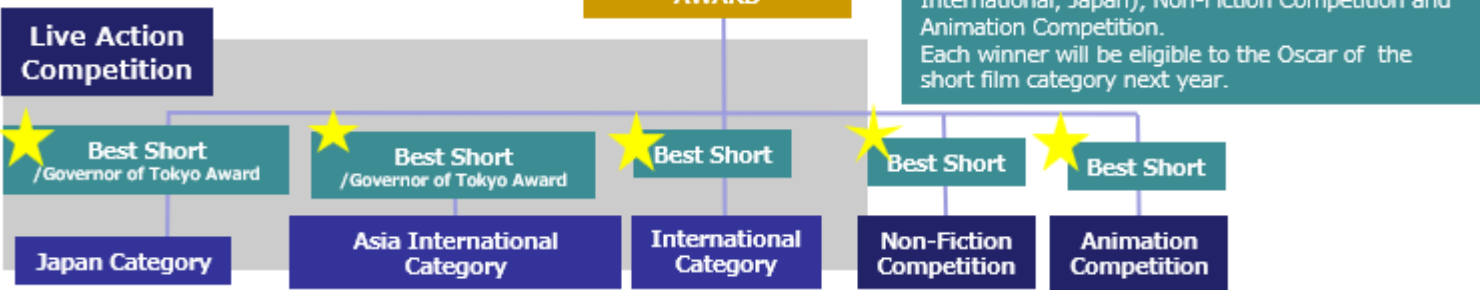 AWARD
International, Japan), Non-Fiction Competition and
Animation Competition.
Each winner will be eligible to the Oscar of the
short film category next year.
Live Action
Competition
Best Short
/Governor of Tokyo Award
Best Short
/Governor of Tokyo Award
Best Short
Best Short
Best Short
Japan Category
Asia International
Category
International
Category
Non-Fiction
Competition
Animation
Competition